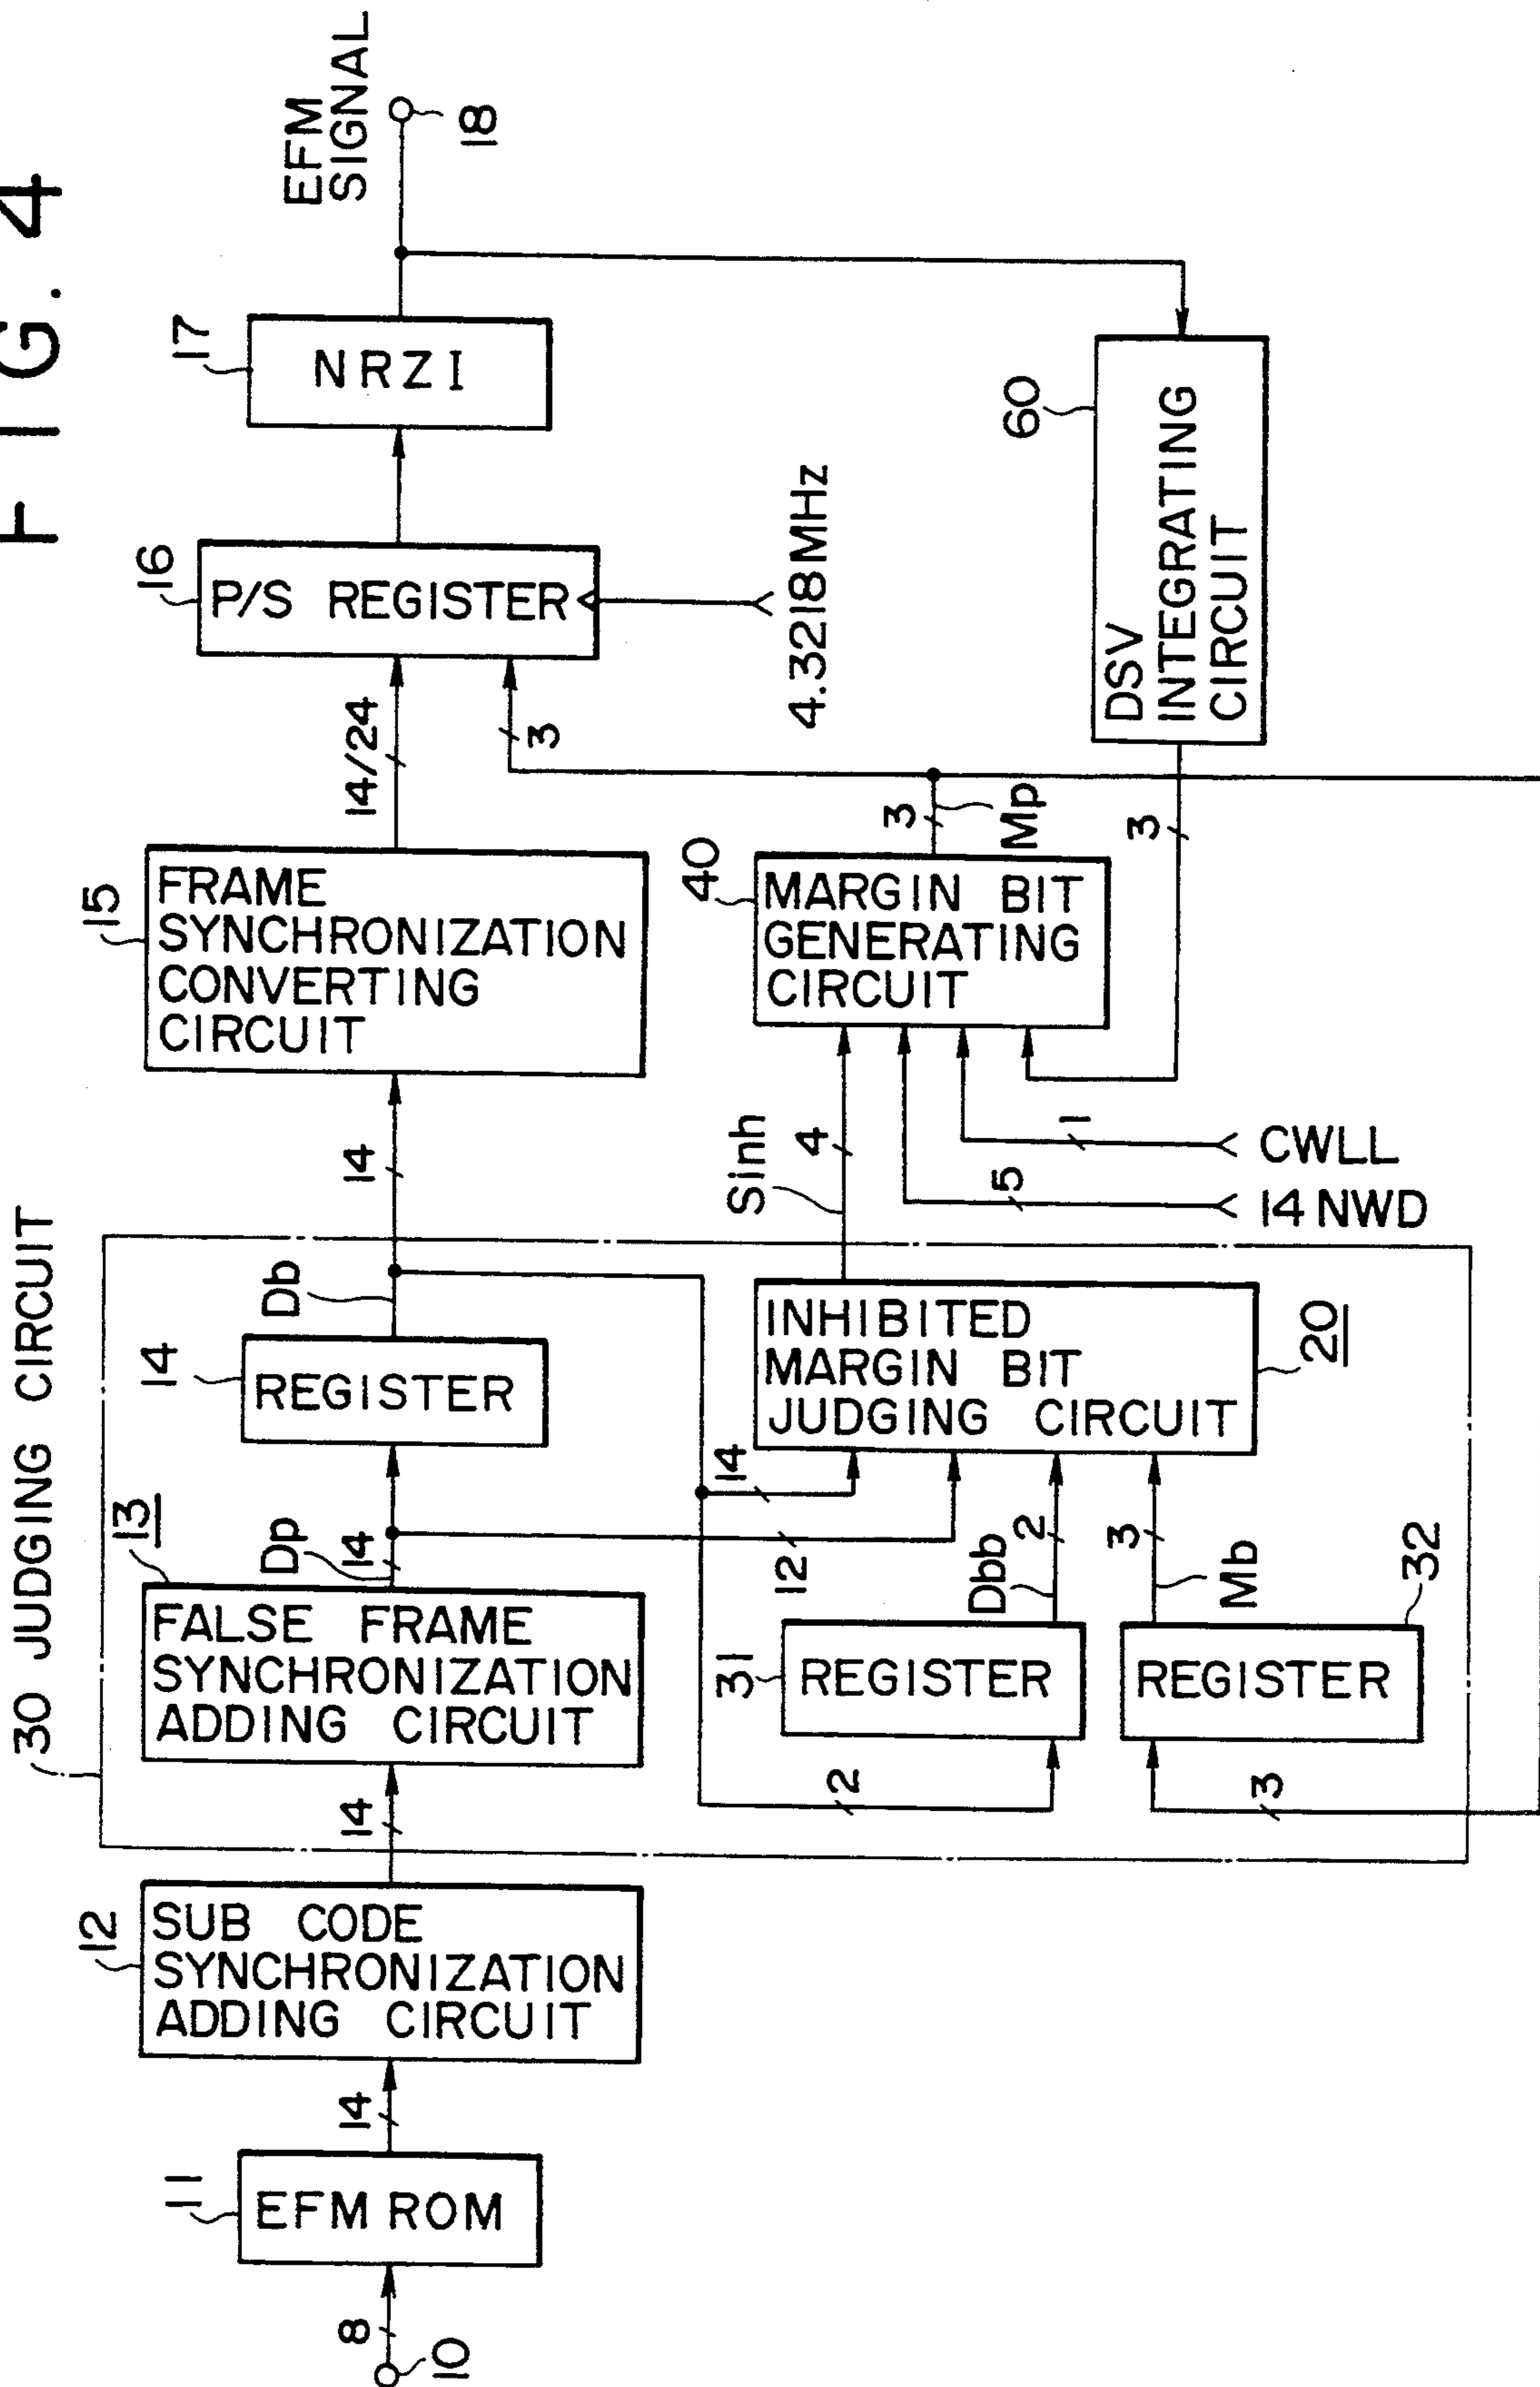 FIG. 4
30 JUDGING CIRCUIT
10
8
11
EFM ROM
14
12
SUB CODE
SYNCHRONIZATION
ADDING CIRCUIT
14
13
FALSE FRAME
SYNCHRONIZATION
ADDING CIRCUIT
Dp
14
14
REGISTER
Db
14
15
FRAME
SYNCHRONIZATION
CONVERTING
CIRCUIT
14/24
16
P/S REGISTER
3
4.3218MHz
17
NRZI
EFM
SIGNAL
18
2
31
REGISTER
Dbb
2
12
14
3
REGISTER
32
Mb
3
INHIBITED
MARGIN BIT
JUDGING CIRCUIT
20
Sinh
4
5
14NWD
1
CWLL
40
MARGIN BIT
GENERATING
CIRCUIT
3
Mp
3
60
DSV
INTEGRATING
CIRCUIT